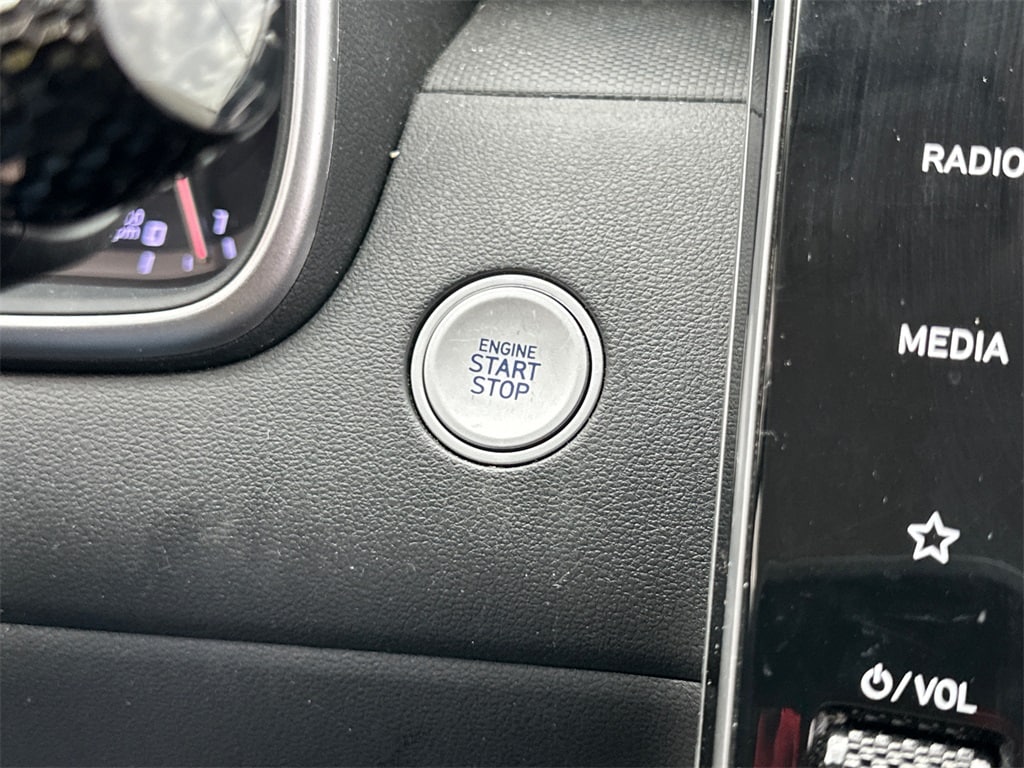 ENGINE
START
STOP
RADIO
MEDIA
/VOL